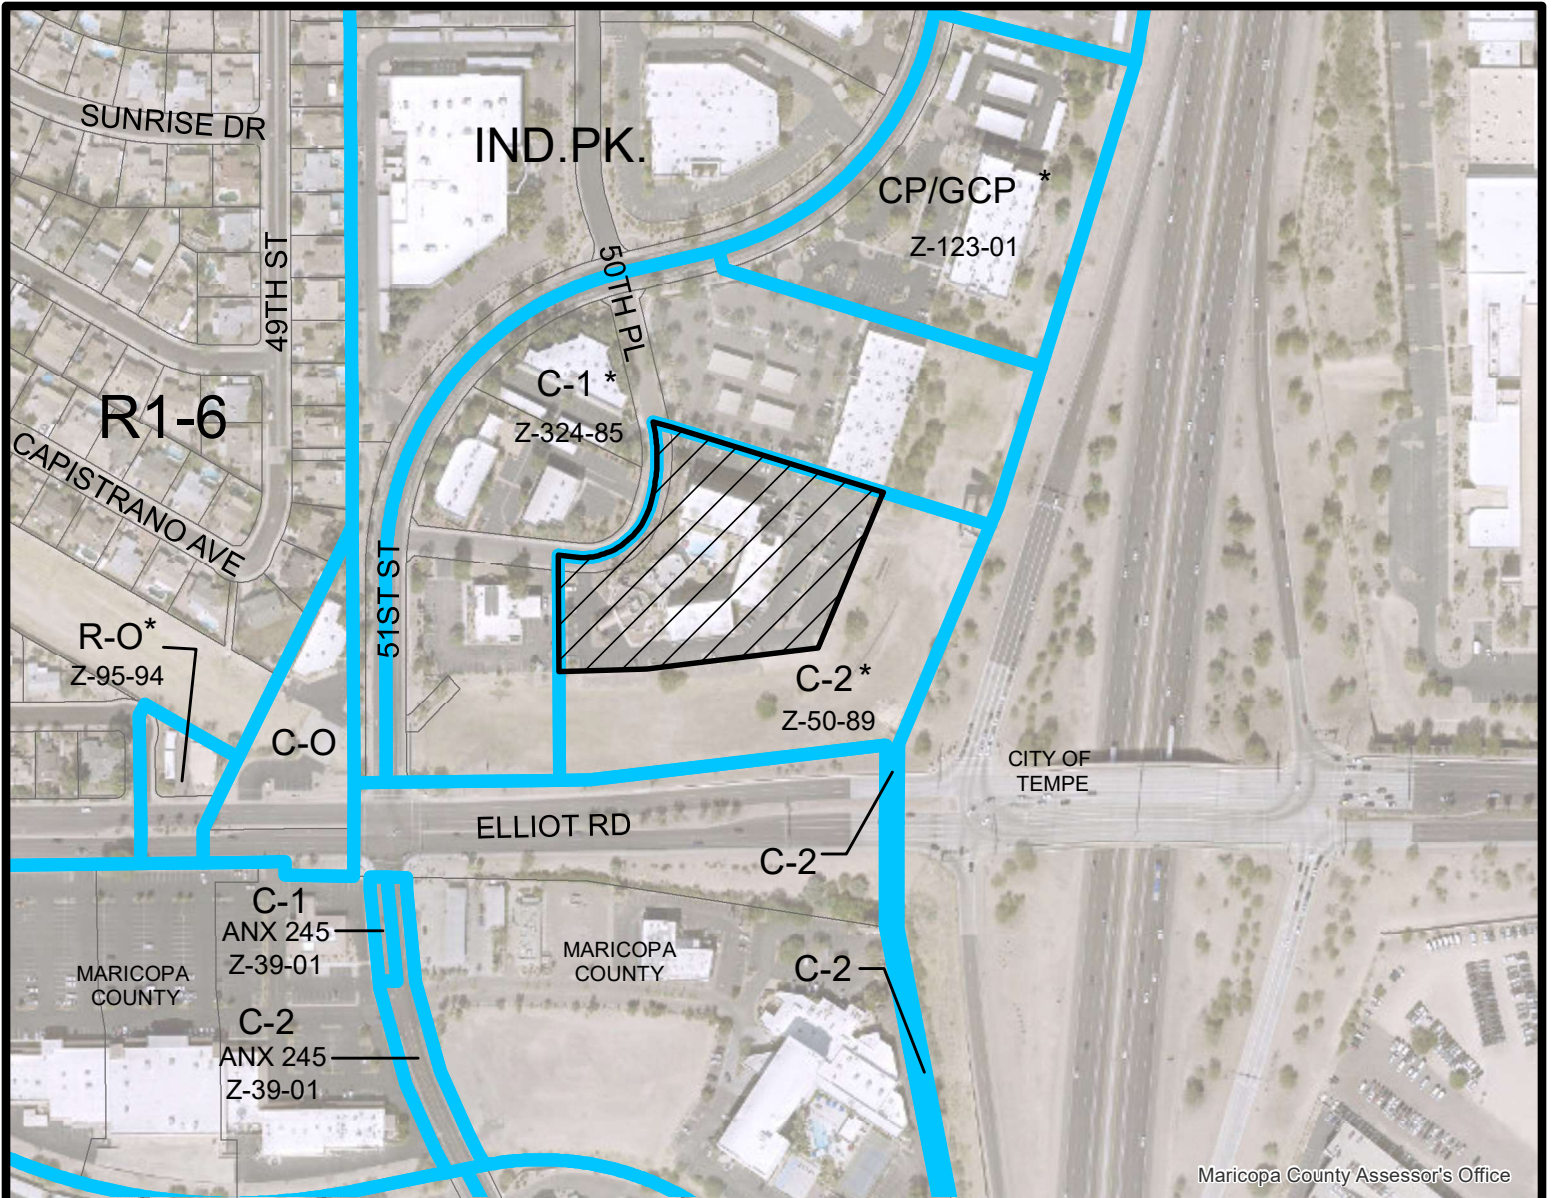 SUNRISE DR
IND.PK.
CP/GCP *
Z-123-01
49TH ST
50TH PL
C-1 *
Z-324-85
R1-6
CAPISTRANO AVE
51ST ST
R-O*
Z-95-94
C-2*
Z-50-89
C-O
CITY OF
TEMPE
ELLIOT RD
C-2
C-1
ANX 245
Z-39-01
MARICOPA
COUNTY
MARICOPA
COUNTY
C-2
C-2
ANX 245
Z-39-01
Maricopa County Assessor's Office